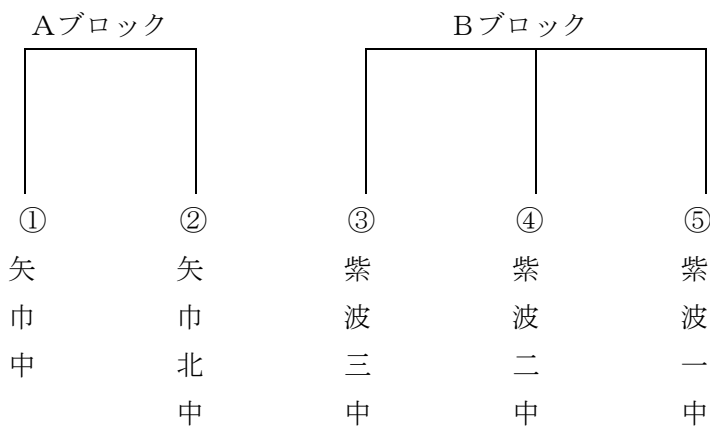 Aブロック
Bブロック
①
②
③
④
⑤
矢巾中
矢巾北中
紫波三中
紫波二中
紫波一中